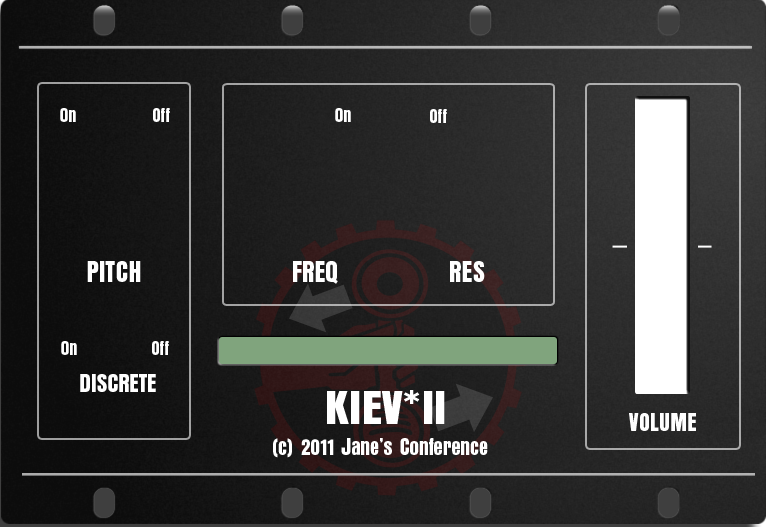 On Off
On Off
PITCH
FREQ RES
On Off
DISCRETE
KIEV*II
(c) 2011 Jane's Conference
VOLUME